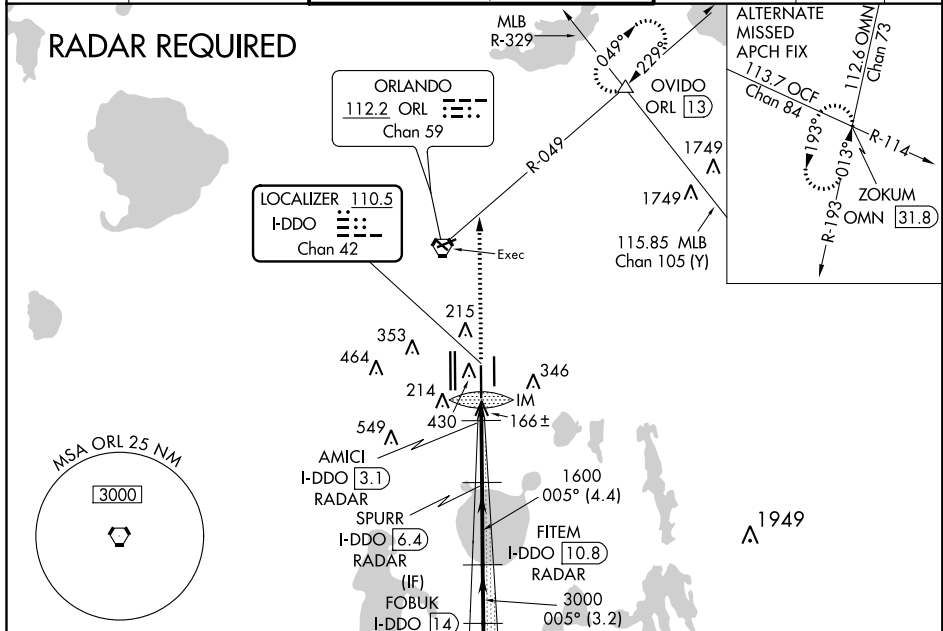 RADAR REQUIRED
MLB
R-329
049°
229°
OVIDO
ORL 13
ALTERNATE
MISSED
APCH FIX
112.6 OMN
Chan 73
113.7 OCF
Chan 84
193°
013°
R-114
R-193
ZOKUM
OMN 31.8
ORLANDO
112.2 ORL
Chan 59
R-049
1749
1749
115.85 MLB
Chan 105 (Y)
LOCALIZER 110.5
I-DDO
Chan 42
Exec
215
353
464
346
214
430
IM
166±
549
AMICI
I-DDO 3.1
RADAR
1600
005° (4.4)
SPURR
I-DDO 6.4
RADAR
FITEM
I-DDO 10.8
RADAR
(IF)
FOBUK
I-DDO 14
3000
005° (3.2)
1949
MSA ORL 25 NM
3000